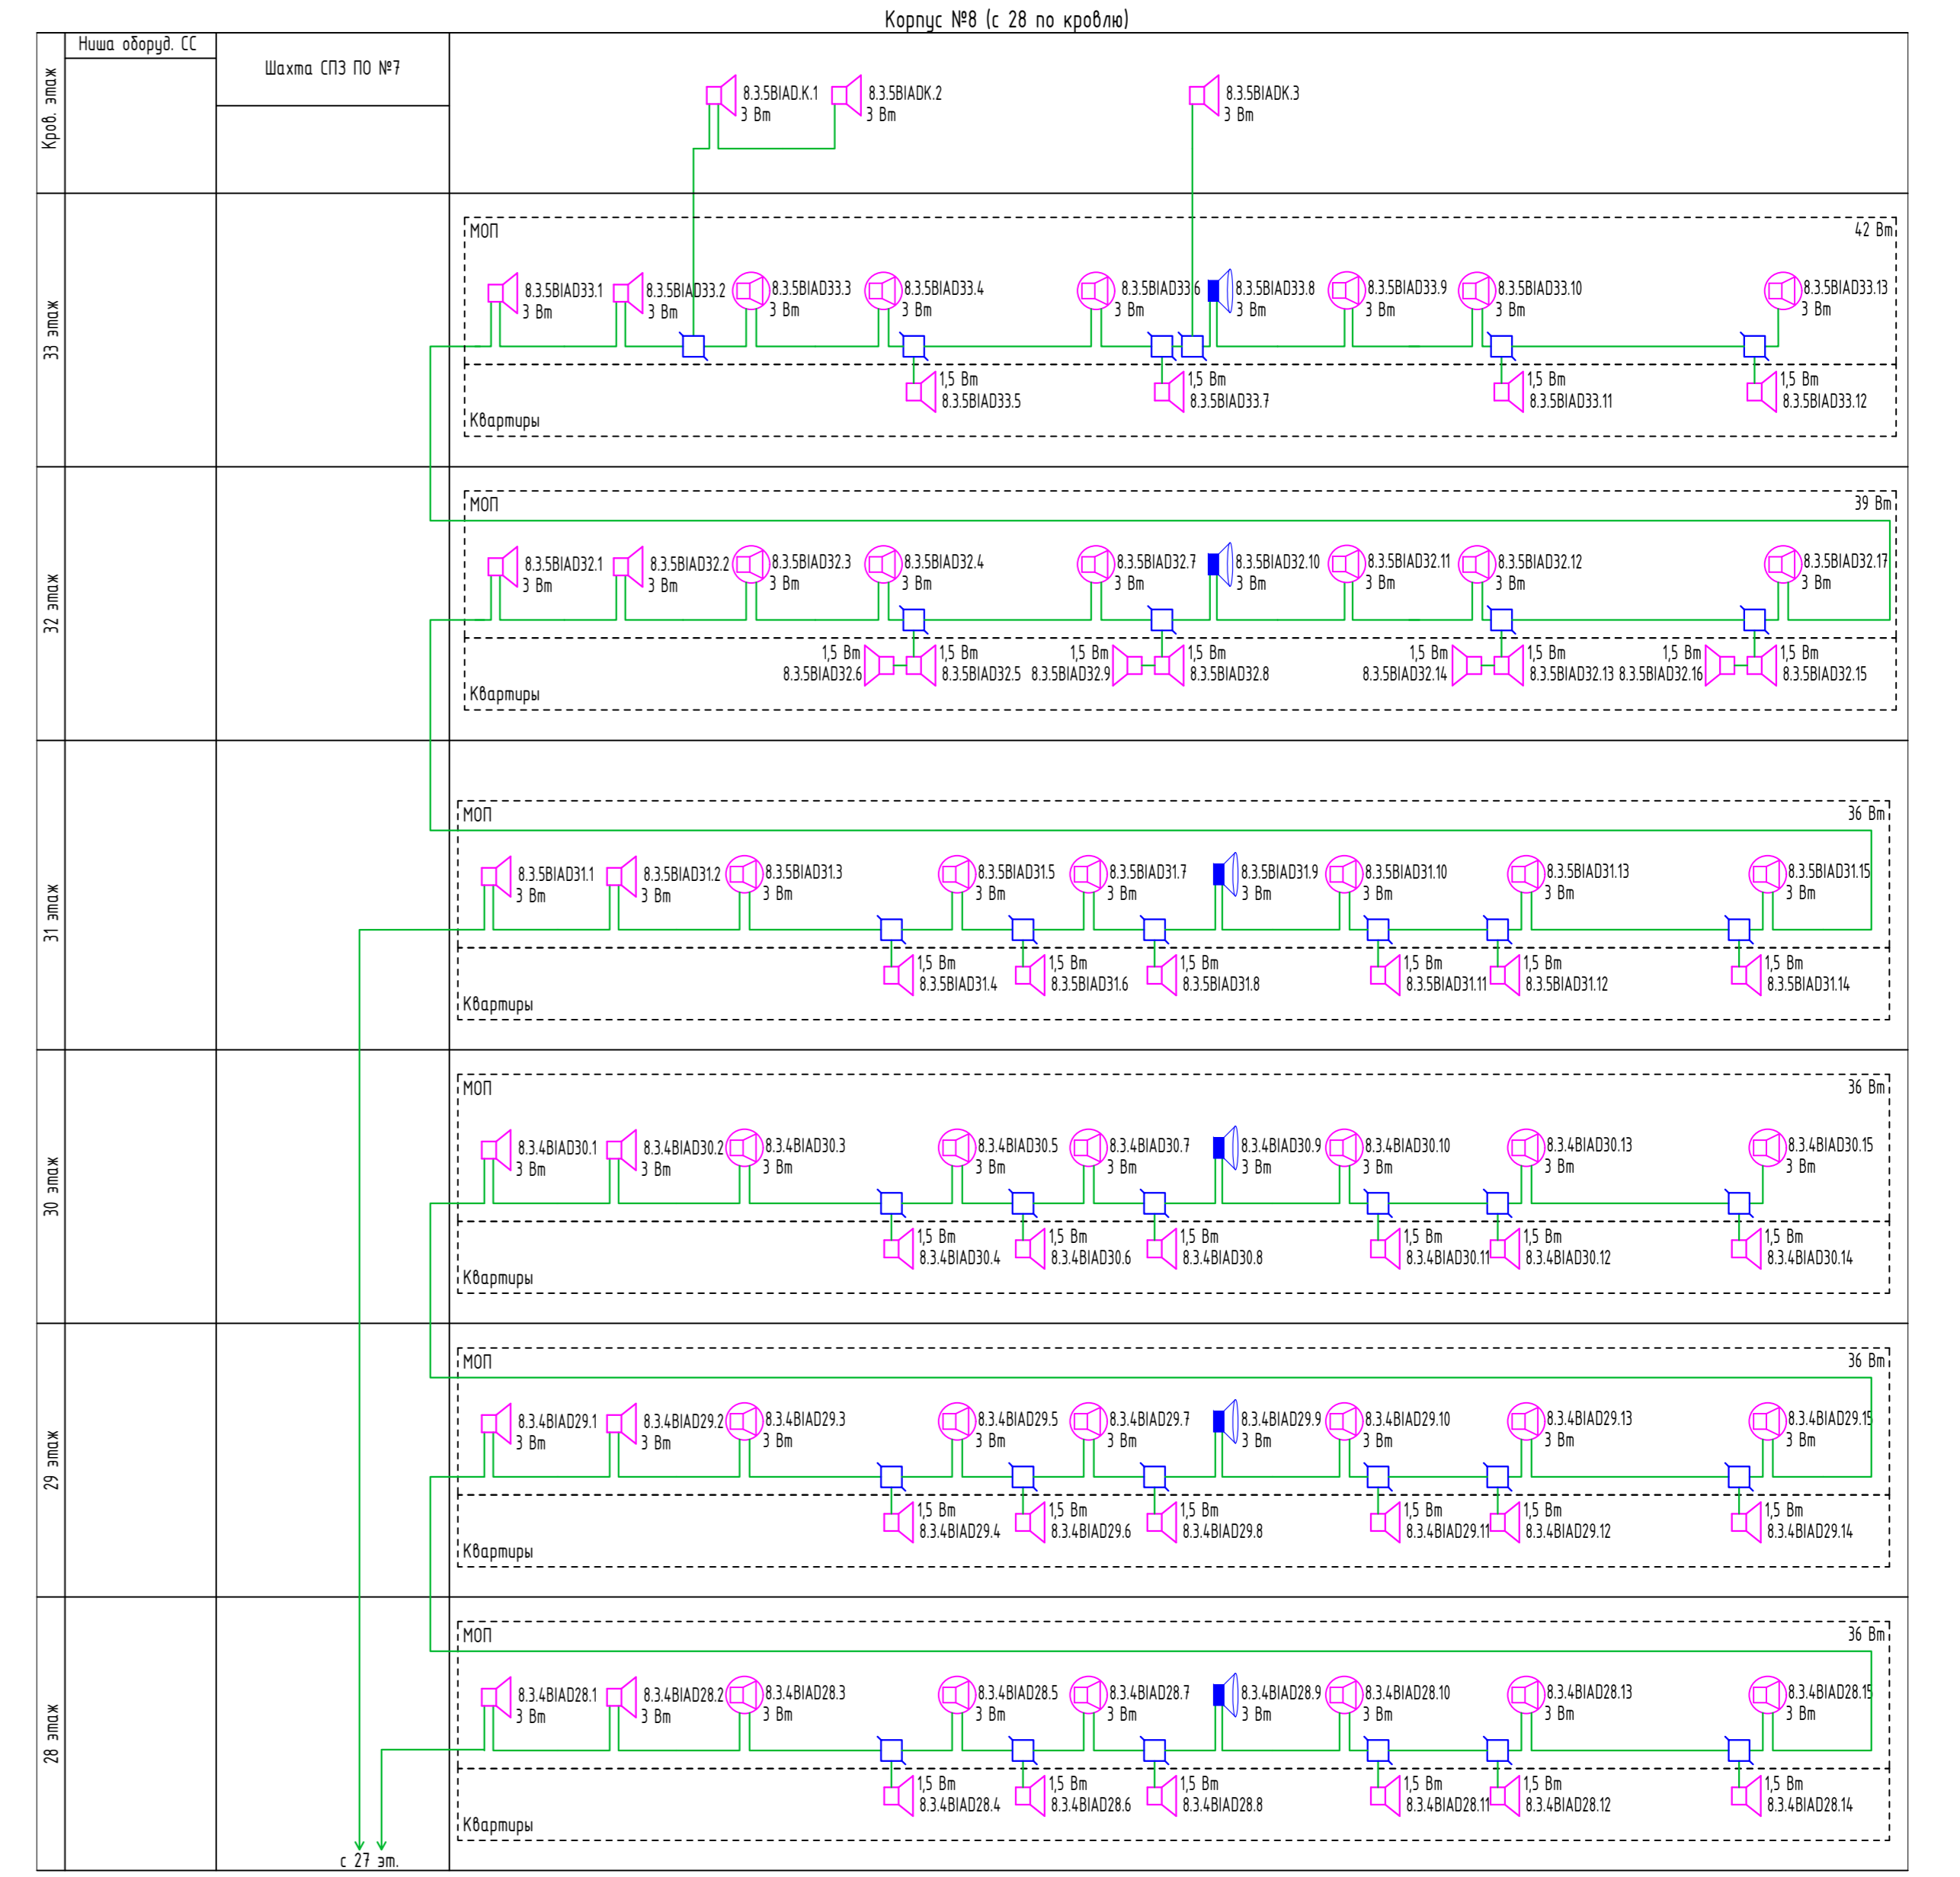 Корпус №8 (с 28 по кровлю)
Ниша оборуд. СС
Шахта СПЗ ПО №7
Кров. этаж
8.3.5BIAD.K.1
3 Вт
8.3.5BIADK.2
3 Вт
8.3.5BIADK.3
3 Вт
33 этаж
МОП
42 Вт
8.3.5BIAD33.1
3 Вт
8.3.5BIAD33.2
3 Вт
8.3.5BIAD33.3
3 Вт
8.3.5BIAD33.4
3 Вт
8.3.5BIAD33.6
3 Вт
8.3.5BIAD33.8
3 Вт
8.3.5BIAD33.9
3 Вт
8.3.5BIAD33.10
3 Вт
8.3.5BIAD33.13
3 Вт
1,5 Вт
8.3.5BIAD33.5
1,5 Вт
8.3.5BIAD33.7
1,5 Вт
8.3.5BIAD33.11
1,5 Вт
8.3.5BIAD33.12
Квартиры
32 этаж
МОП
39 Вт
8.3.5BIAD32.1
3 Вт
8.3.5BIAD32.2
3 Вт
8.3.5BIAD32.3
3 Вт
8.3.5BIAD32.4
3 Вт
8.3.5BIAD32.7
3 Вт
8.3.5BIAD32.10
3 Вт
8.3.5BIAD32.11
3 Вт
8.3.5BIAD32.12
3 Вт
8.3.5BIAD32.17
3 Вт
1,5 Вт
8.3.5BIAD32.6
1,5 Вт
8.3.5BIAD32.5
1,5 Вт
8.3.5BIAD32.9
1,5 Вт
8.3.5BIAD32.8
1,5 Вт
8.3.5BIAD32.14
1,5 Вт
8.3.5BIAD32.13
1,5 Вт
8.3.5BIAD32.16
1,5 Вт
8.3.5BIAD32.15
Квартиры
31 этаж
МОП
36 Вт
8.3.5BIAD31.1
3 Вт
8.3.5BIAD31.2
3 Вт
8.3.5BIAD31.3
3 Вт
8.3.5BIAD31.5
3 Вт
8.3.5BIAD31.7
3 Вт
8.3.5BIAD31.9
3 Вт
8.3.5BIAD31.10
3 Вт
8.3.5BIAD31.13
3 Вт
8.3.5BIAD31.15
3 Вт
1,5 Вт
8.3.5BIAD31.4
1,5 Вт
8.3.5BIAD31.6
1,5 Вт
8.3.5BIAD31.8
1,5 Вт
8.3.5BIAD31.11
1,5 Вт
8.3.5BIAD31.12
1,5 Вт
8.3.5BIAD31.14
Квартиры
30 этаж
МОП
36 Вт
8.3.4BIAD30.1
3 Вт
8.3.4BIAD30.2
3 Вт
8.3.4BIAD30.3
3 Вт
8.3.4BIAD30.5
3 Вт
8.3.4BIAD30.7
3 Вт
8.3.4BIAD30.9
3 Вт
8.3.4BIAD30.10
3 Вт
8.3.4BIAD30.13
3 Вт
8.3.4BIAD30.15
3 Вт
1,5 Вт
8.3.4BIAD30.4
1,5 Вт
8.3.4BIAD30.6
1,5 Вт
8.3.4BIAD30.8
1,5 Вт
8.3.4BIAD30.11
1,5 Вт
8.3.4BIAD30.12
1,5 Вт
8.3.4BIAD30.14
Квартиры
29 этаж
МОП
36 Вт
8.3.4BIAD29.1
3 Вт
8.3.4BIAD29.2
3 Вт
8.3.4BIAD29.3
3 Вт
8.3.4BIAD29.5
3 Вт
8.3.4BIAD29.7
3 Вт
8.3.4BIAD29.9
3 Вт
8.3.4BIAD29.10
3 Вт
8.3.4BIAD29.13
3 Вт
8.3.4BIAD29.15
3 Вт
1,5 Вт
8.3.4BIAD29.4
1,5 Вт
8.3.4BIAD29.6
1,5 Вт
8.3.4BIAD29.8
1,5 Вт
8.3.4BIAD29.11
1,5 Вт
8.3.4BIAD29.12
1,5 Вт
8.3.4BIAD29.14
Квартиры
28 этаж
МОП
36 Вт
8.3.4BIAD28.1
3 Вт
8.3.4BIAD28.2
3 Вт
8.3.4BIAD28.3
3 Вт
8.3.4BIAD28.5
3 Вт
8.3.4BIAD28.7
3 Вт
8.3.4BIAD28.9
3 Вт
8.3.4BIAD28.10
3 Вт
8.3.4BIAD28.13
3 Вт
8.3.4BIAD28.15
3 Вт
1,5 Вт
8.3.4BIAD28.4
1,5 Вт
8.3.4BIAD28.6
1,5 Вт
8.3.4BIAD28.8
1,5 Вт
8.3.4BIAD28.11
1,5 Вт
8.3.4BIAD28.12
1,5 Вт
8.3.4BIAD28.14
Квартиры
с 27 эт.